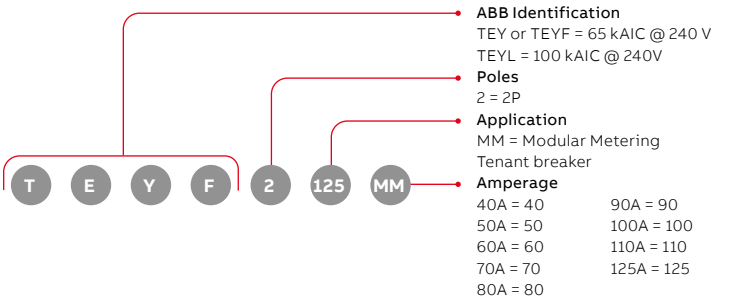 ABB Identification
TEY or TEYF = 65 kAIC @ 240 V
TEYL = 100 kAIC @ 240V
Poles
2 = 2P
Application
MM = Modular Metering
Tenant breaker
T E Y F 2 125 MM
Amperage
40A = 40 90A = 90
50A = 50 100A = 100
60A = 60 110A = 110
70A = 70 125A = 125
80A = 80